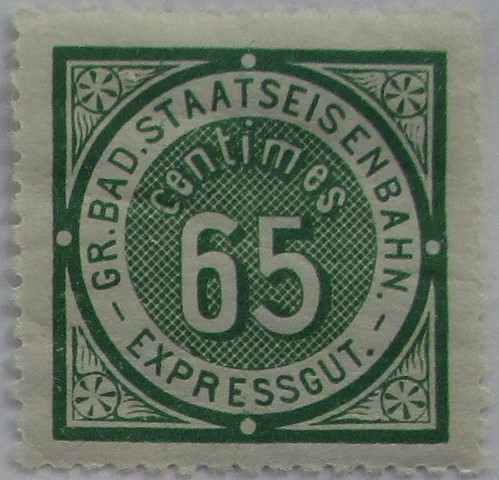 GR. BAD. STAATSEISENBAHN.
centimes
65
- EXPRESSGUT. -